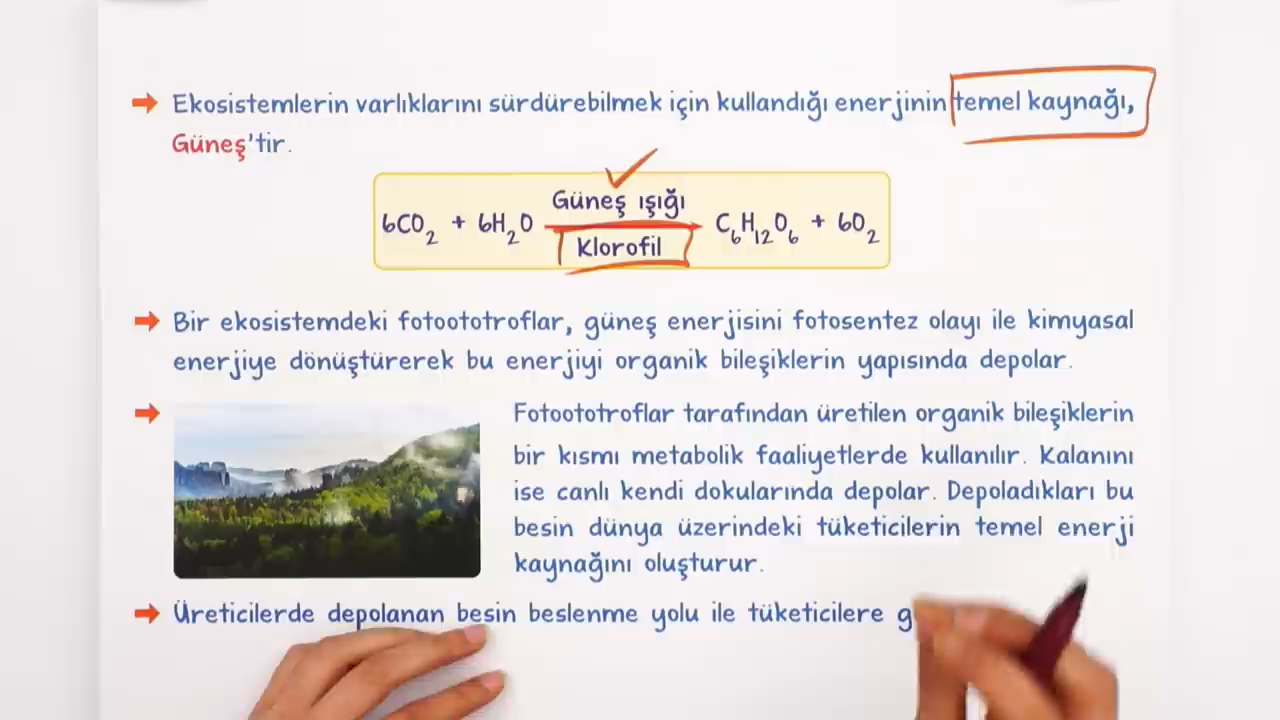 Ekosistemlerin varlıklarını sürdürebilmek için kullandığı enerjinin temel kaynağı,
Güneş'tir.
Güneş ışığı
6CO₂ + 6H₂O → C₆H₁₂O₆ + 6O₂
Klorofil
Bir ekosistemdeki fotoototroflar, güneş enerjisini fotosentez olayı ile kimyasal
enerjiye dönüştürerek bu enerjiyi organik bileşiklerin yapısında depolar.
Fotoototroflar tarafından üretilen organik bileşiklerin
bir kısmı metabolik faaliyetlerde kullanılır. Kalanını
ise canlı kendi dokularında depolar. Depoladıkları bu
besin dünya üzerindeki tüketicilerin temel enerji
kaynağını oluşturur.
Üreticilerde depolanan besin beslenme yolu ile tüketicilere